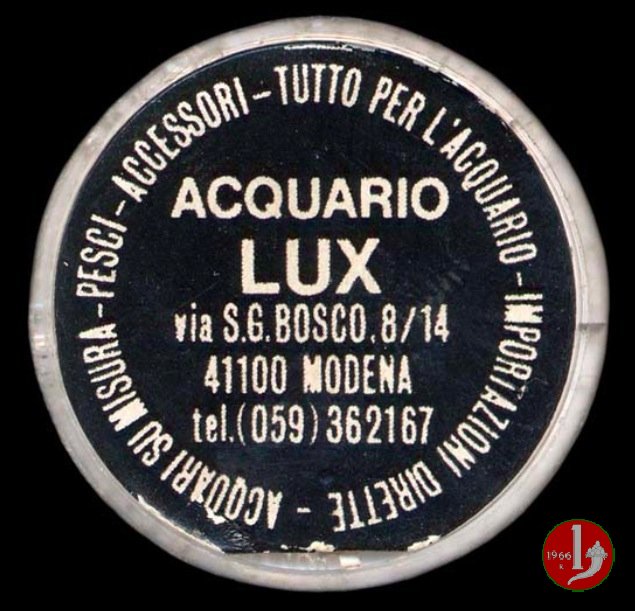 TUTTO PER L'ACQUARIO - IMPORTAZIONI DIRETTE - ACQUARI SU MISURA - PESCI - ACCESSORI -
ACQUARIO
LUX
via S.G. BOSCO, 8/14
41100 MODENA
tel. (059) 362167
1966